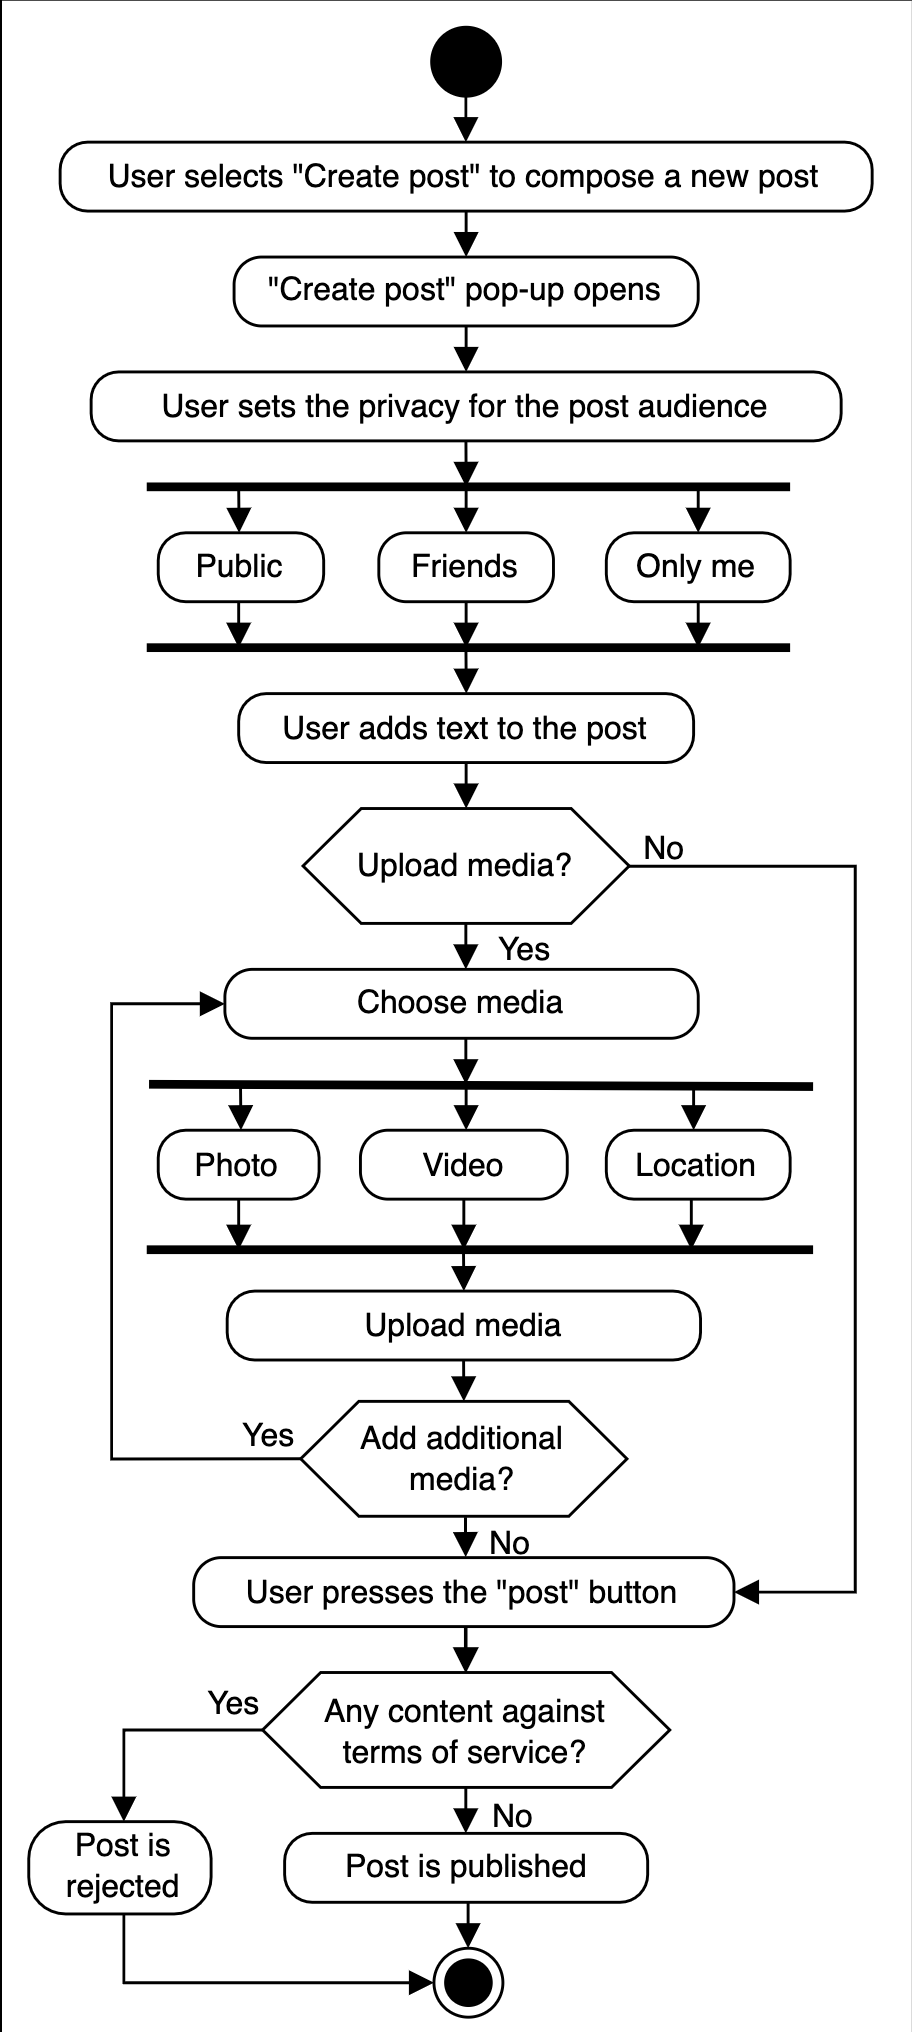 User selects "Create post" to compose a new post
"Create post" pop-up opens
User sets the privacy for the post audience
Public
Friends
Only me
User adds text to the post
Upload media?
No
Yes
Choose media
Photo
Video
Location
Upload media
Yes
Add additional
media?
No
User presses the "post" button
Yes
Any content against
terms of service?
No
Post is
rejected
Post is published